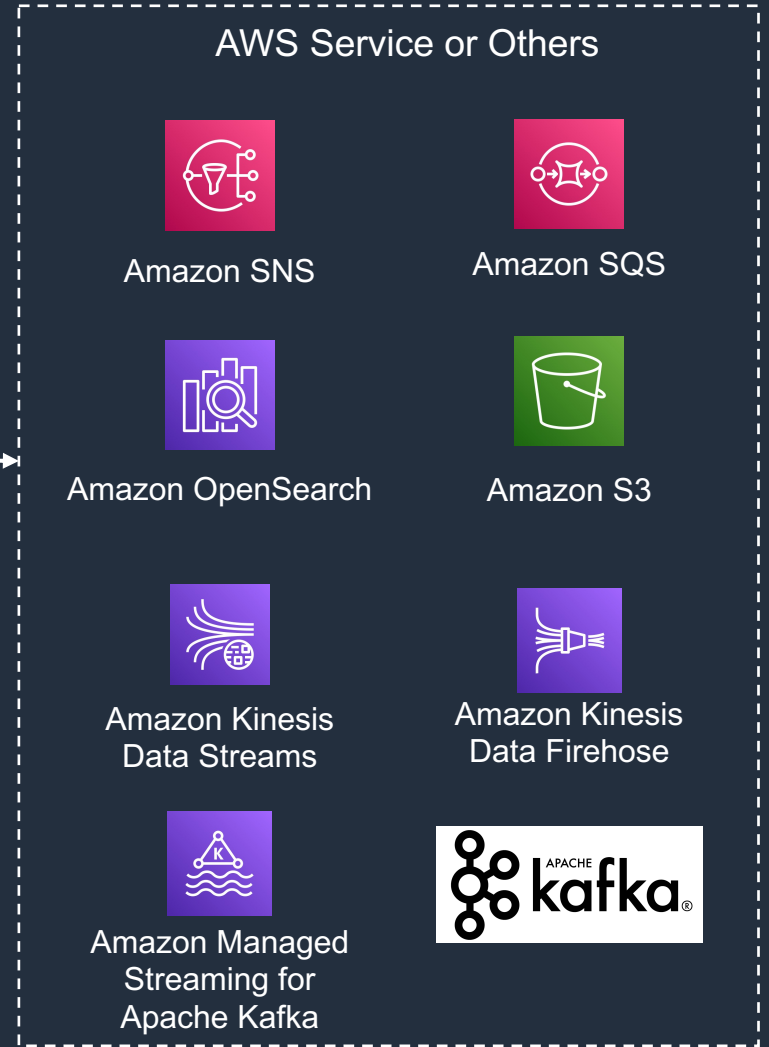 AWS Service or Others
Amazon SNS
Amazon SQS
Amazon OpenSearch
Amazon S3
Amazon Kinesis
Data Streams
Amazon Kinesis
Data Firehose
K
Amazon Managed
Streaming for
Apache Kafka
APACHE
kafka®